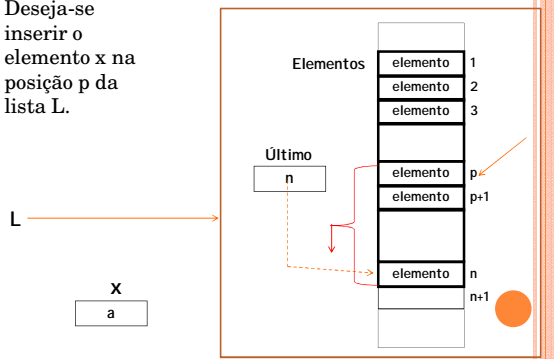 Deseja-se
inserir o
elemento x na
posição p da
lista L.
Elementos
elemento 1
elemento 2
elemento 3
Último
n
elemento p
elemento p+1
L
elemento n
n+1
X
a